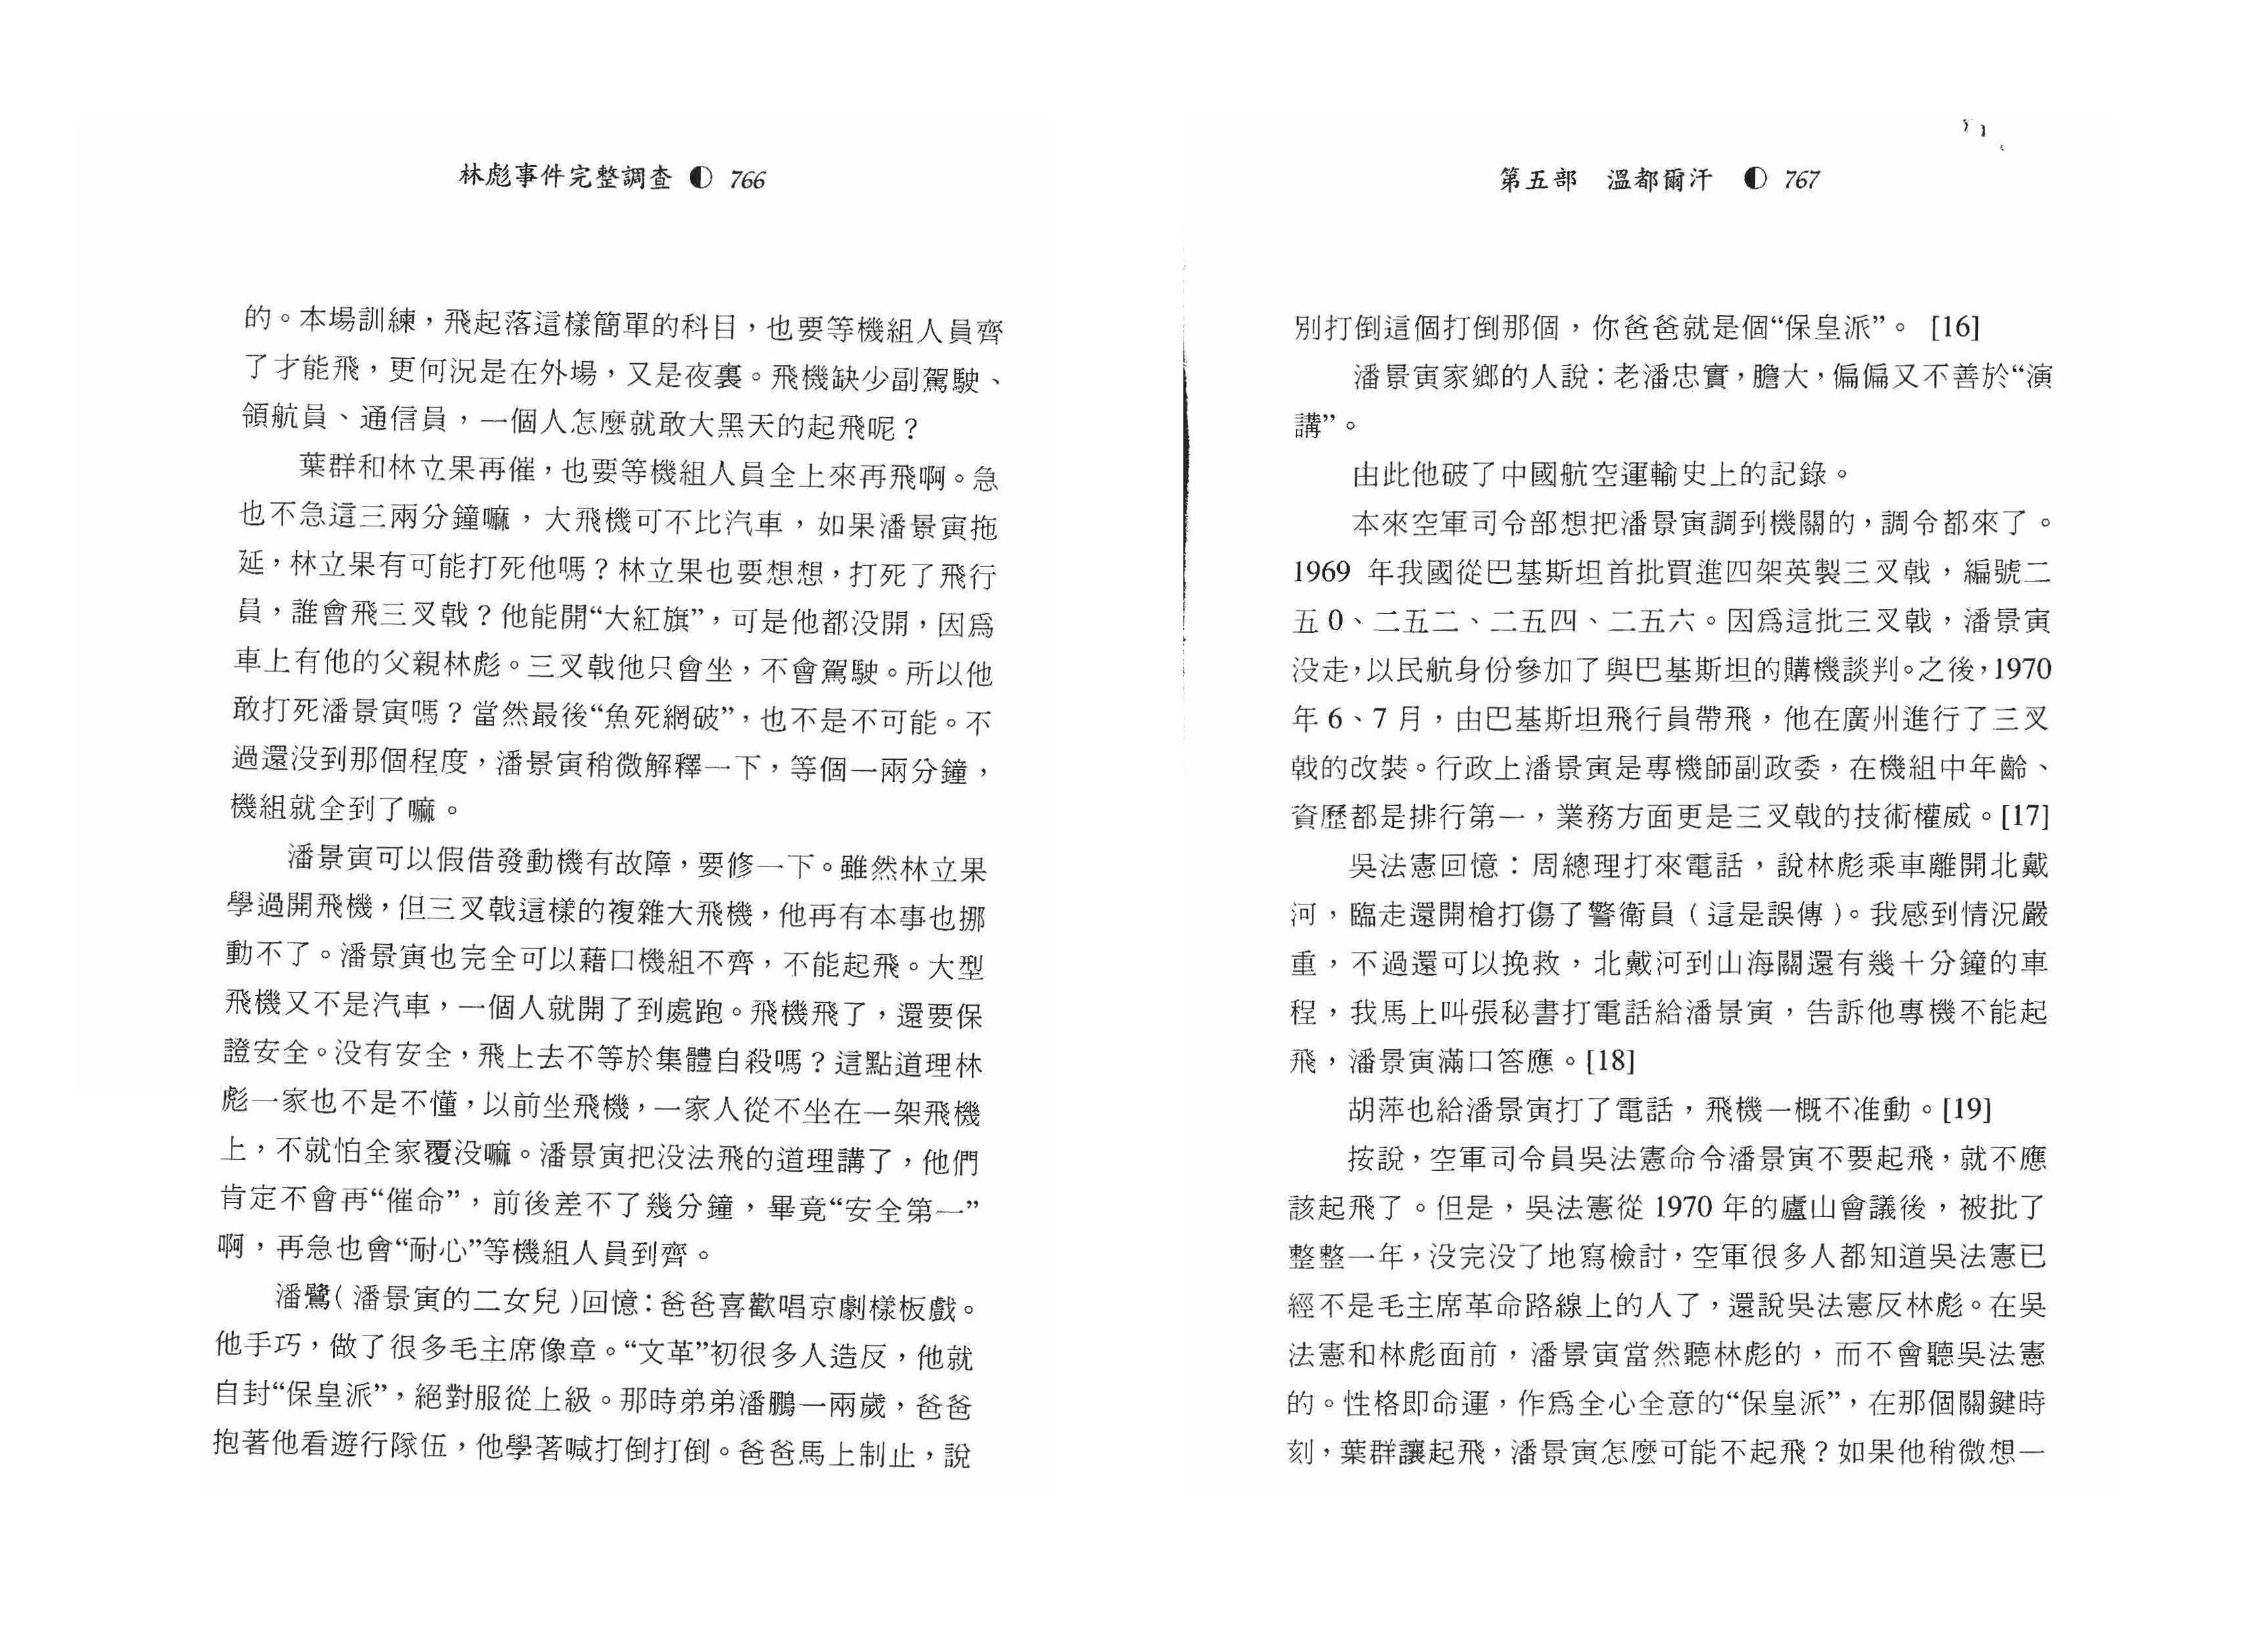 林彪事件完整調查 ◐ 766
的。本場訓練，飛起落這樣簡單的科目，也要等機組人員齊
了才能飛，更何況是在外場，又是夜裏。飛機缺少副駕駛、
領航員、通信員，一個人怎麼就敢大黑天的起飛呢？
葉群和林立果再催，也要等機組人員全上來再飛啊。急
也不急這三兩分鐘嘛，大飛機可不比汽車，如果潘景寅拖
延，林立果有可能打死他嗎？林立果也要想想，打死了飛行
員，誰會飛三叉戟？他能開“大紅旗”，可是他都没開，因爲
車上有他的父親林彪。三叉戟他只會坐，不會駕駛。所以他
敢打死潘景寅嗎？當然最後“魚死網破”，也不是不可能。不
過還没到那個程度，潘景寅稍微解釋一下，等個一兩分鐘，
機組就全到了嘛。
潘景寅可以假借發動機有故障，要修一下。雖然林立果
學過開飛機，但三叉戟這樣的複雜大飛機，他再有本事也挪
動不了。潘景寅也完全可以藉口機組不齊，不能起飛。大型
飛機又不是汽車，一個人就開了到處跑。飛機飛了，還要保
證安全。没有安全，飛上去不等於集體自殺嗎？這點道理林
彪一家也不是不懂，以前坐飛機，一家人從不坐在一架飛機
上，不就怕全家覆没嘛。潘景寅把没法飛的道理講了，他們
肯定不會再“催命”，前後差不了幾分鐘，畢竟“安全第一”
啊，再急也會“耐心”等機組人員到齊。
潘鷺（潘景寅的二女兒）回憶：爸爸喜歡唱京劇樣板戲。
他手巧，做了很多毛主席像章。“文革”初很多人造反，他就
自封“保皇派”，絕對服從上級。那時弟弟潘鵬一兩歲，爸爸
抱著他看遊行隊伍，他學著喊打倒打倒。爸爸馬上制止，說
第五部　溫都爾汗 ◐ 767
別打倒這個打倒那個，你爸爸就是個“保皇派”。 [16]
潘景寅家鄉的人說：老潘忠實，膽大，偏偏又不善於“演
講”。
由此他破了中國航空運輸史上的記錄。
本來空軍司令部想把潘景寅調到機關的，調令都來了。
1969 年我國從巴基斯坦首批買進四架英製三叉戟，編號二
五０、二五二、二五四、二五六。因爲這批三叉戟，潘景寅
没走，以民航身份參加了與巴基斯坦的購機談判。之後，1970
年 6、7 月，由巴基斯坦飛行員帶飛，他在廣州進行了三叉
戟的改裝。行政上潘景寅是專機師副政委，在機組中年齡、
資歷都是排行第一，業務方面更是三叉戟的技術權威。[17]
吳法憲回憶：周總理打來電話，說林彪乘車離開北戴
河，臨走還開槍打傷了警衛員（這是誤傳）。我感到情況嚴
重，不過還可以挽救，北戴河到山海關還有幾十分鐘的車
程，我馬上叫張秘書打電話給潘景寅，告訴他專機不能起
飛，潘景寅滿口答應。[18]
胡萍也給潘景寅打了電話，飛機一概不准動。[19]
按說，空軍司令員吳法憲命令潘景寅不要起飛，就不應
該起飛了。但是，吳法憲從 1970 年的廬山會議後，被批了
整整一年，没完没了地寫檢討，空軍很多人都知道吳法憲已
經不是毛主席革命路線上的人了，還說吳法憲反林彪。在吳
法憲和林彪面前，潘景寅當然聽林彪的，而不會聽吳法憲
的。性格即命運，作爲全心全意的“保皇派”，在那個關鍵時
刻，葉群讓起飛，潘景寅怎麼可能不起飛？如果他稍微想一